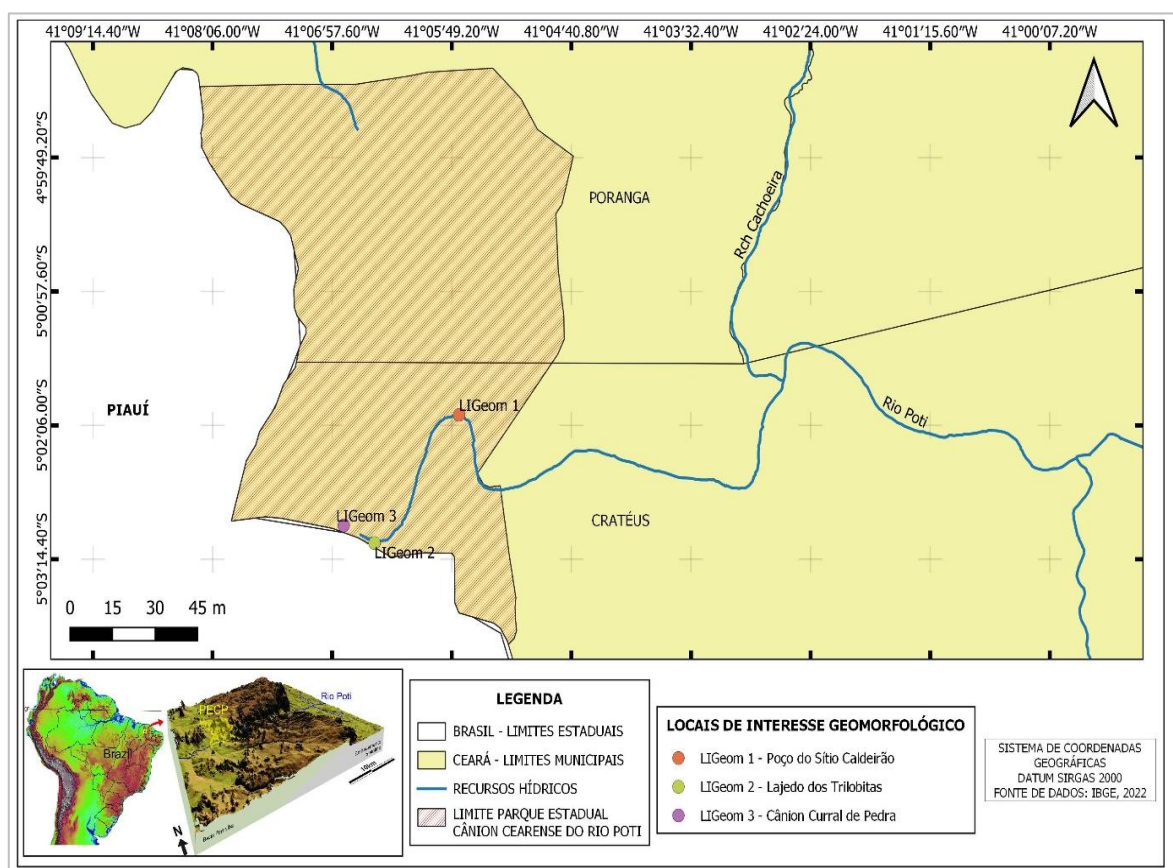 41°09'14.40"W 41°08'06.00"W 41°06'57.60"W 41°05'49.20"W 41°04'40.80"W 41°03'32.40"W 41°02'24.00"W 41°01'15.60"W 41°00'07.20"W
4°59'49.20"S
5°00'57.60"S
5°02'06.00"S
5°03'14.40"S
PORANGA
Rch Cachoeira
PIAUÍ
LIGeom 1
Rio Poti
LIGeom 3
CRATÉUS
LIGeom 2
0 15 30 45 m
Brazil
PECP
Rio Poti
10km
N
LEGENDA
BRASIL - LIMITES ESTADUAIS
CEARÁ - LIMITES MUNICIPAIS
RECURSOS HÍDRICOS
LIMITE PARQUE ESTADUAL
CÂNION CEARENSE DO RIO POTI
LOCAIS DE INTERESSE GEOMORFOLÓGICO
LIGeom 1 - Poço do Sítio Caldeirão
LIGeom 2 - Lajedo dos Trilobitas
LIGeom 3 - Cânion Curral de Pedra
SISTEMA DE COORDENADAS
GEOGRÁFICAS
DATUM SIRGAS 2000
FONTE DE DADOS: IBGE, 2022